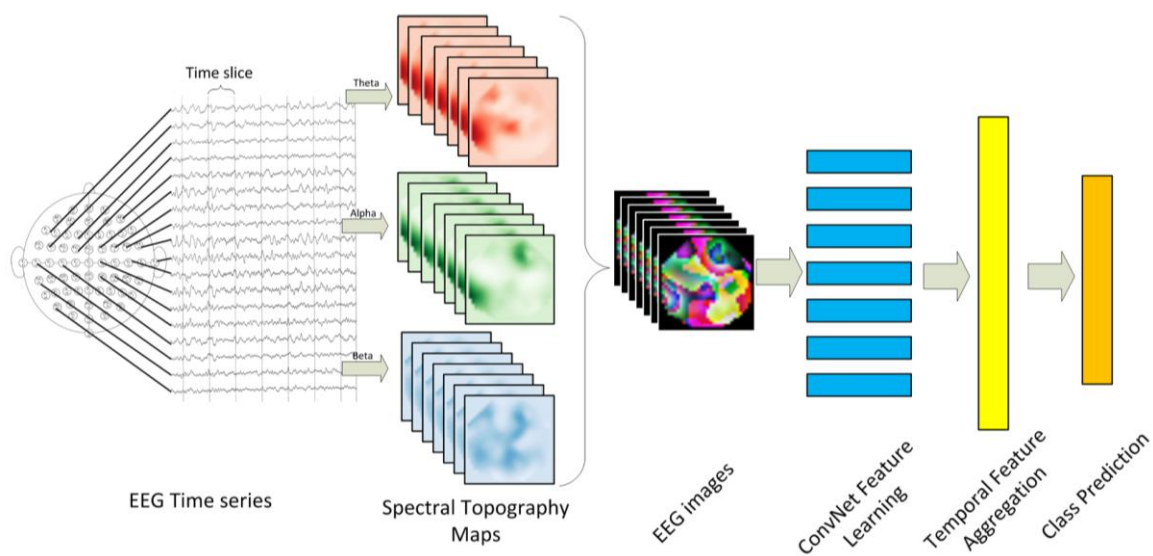 Time slice
Theta
Alpha
Beta
EEG Time series
Spectral Topography
Maps
EEG images
ConvNet Feature
Learning
Temporal Feature
Aggregation
Class Prediction